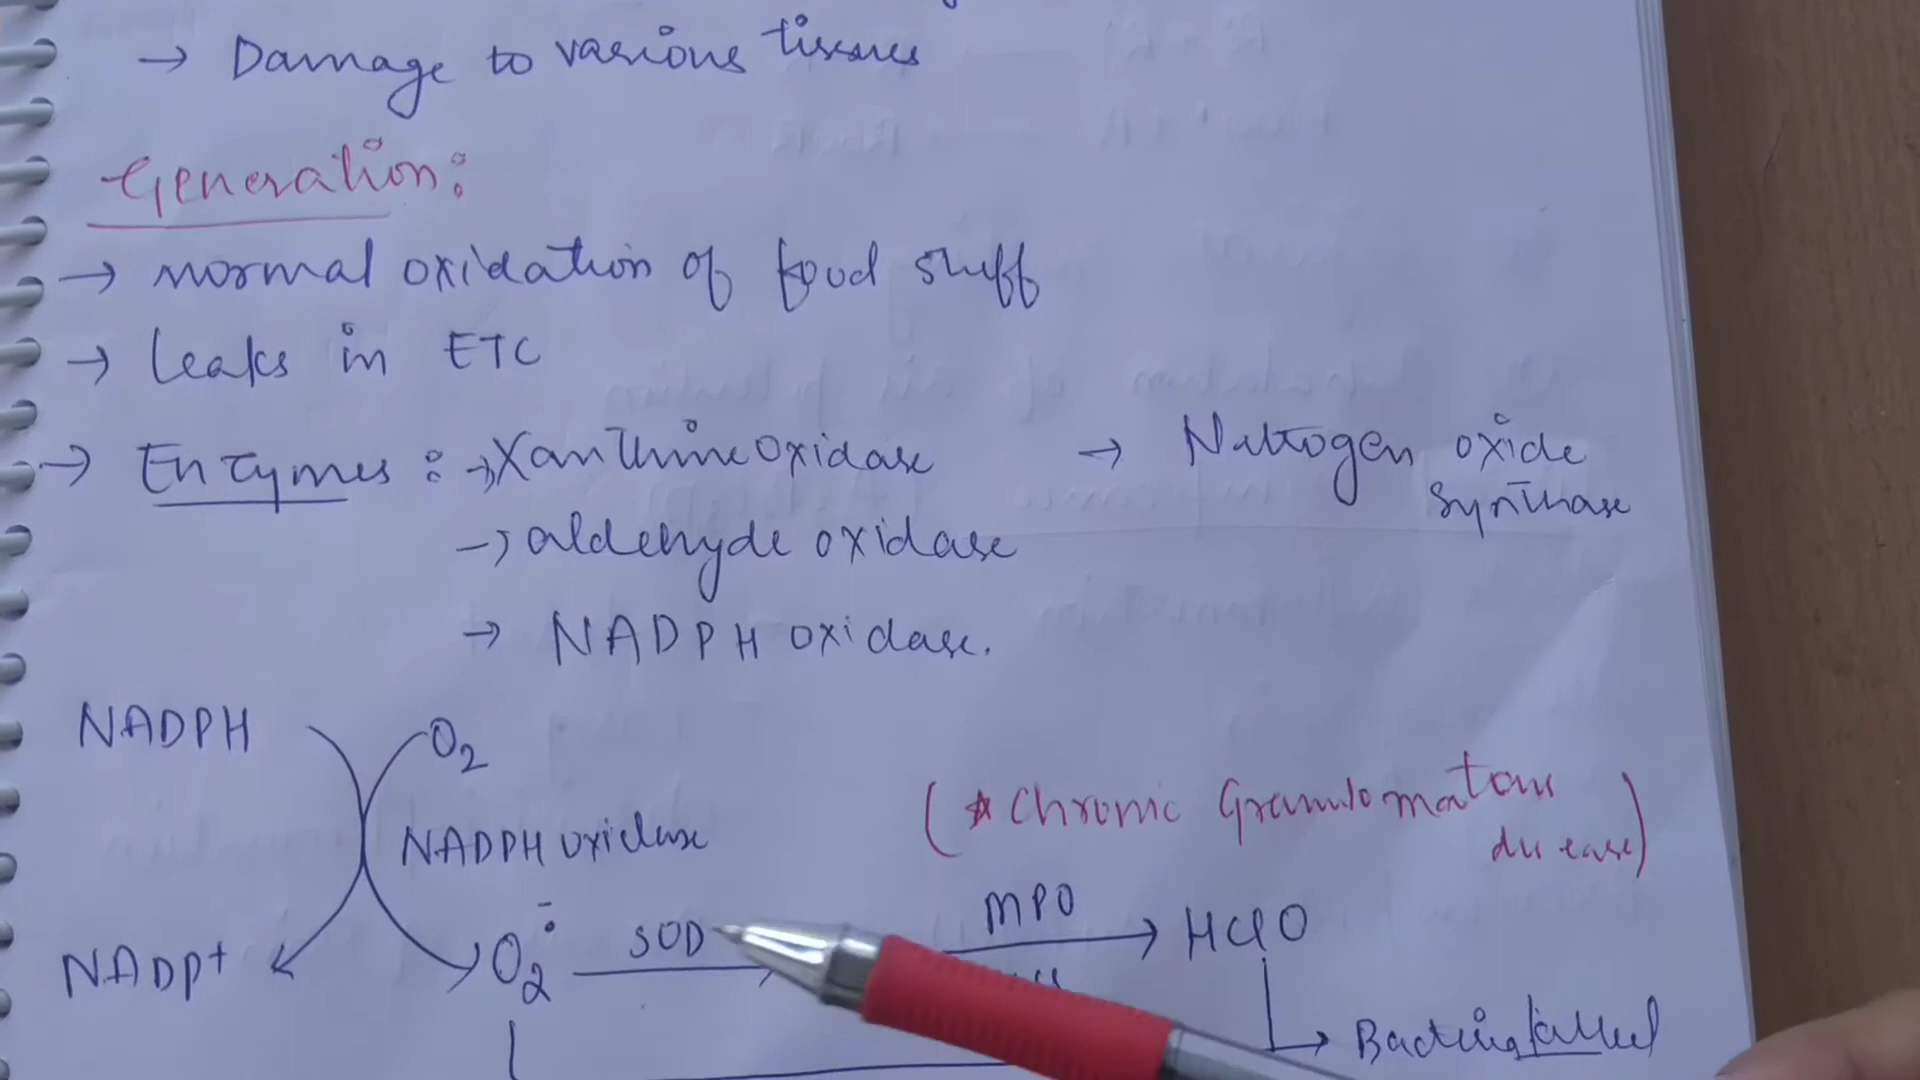 → Damage to various tissues
Generation:
→ normal oxidation of food stuff
→ leaks in ETC
→ Enzymes : → Xanthine oxidase → Nitrogen oxide
synthase
→ aldehyde oxidase
→ NADPH oxidase.
NADPH O2
(* Chronic Granulomatous
disease)
NADPH oxidase
MPO
NADP+ O2 SOD HClO